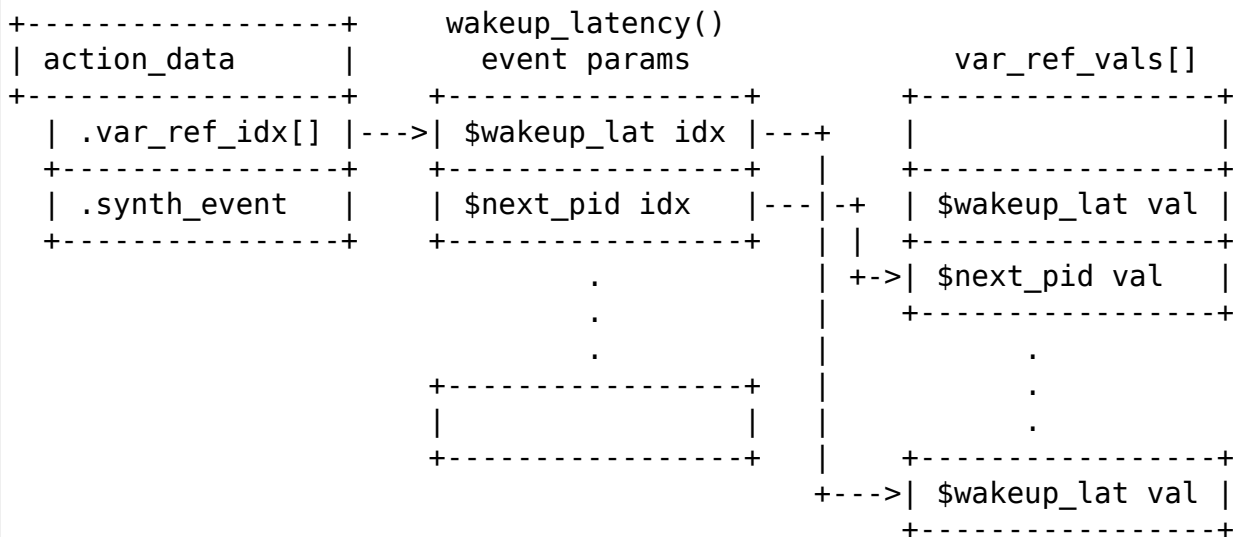 +------------------+     wakeup_latency()
| action_data      |       event params               var_ref_vals[]
+------------------+    +-----------------+        +-----------------+
  | .var_ref_idx[] |--->| $wakeup_lat idx |---+    |                 |
  +----------------+    +-----------------+   |    +-----------------+
  | .synth_event   |    | $next_pid idx   |---|-+  | $wakeup_lat val |
  +----------------+    +-----------------+   | |  +-----------------+
                                 .            | +->| $next_pid val   |
                                 .            |    +-----------------+
                                 .            |           .
                        +-----------------+   |           .
                        |                 |   |           .
                        +-----------------+   |    +-----------------+
                                              +--->| $wakeup_lat val |
                                                   +-----------------+